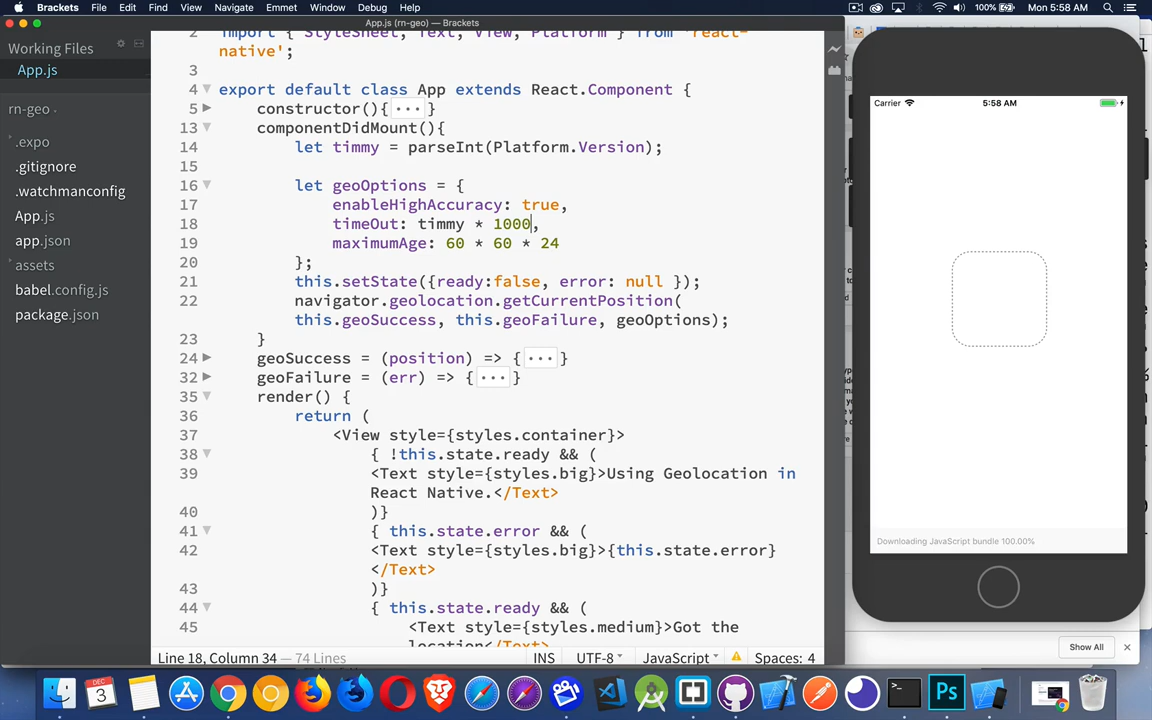 Brackets File Edit Find View Navigate Emmet Window Debug Help 100% Mon 5:58 AM
App.js (rn-geo) — Brackets
Working Files
App.js
rn-geo
.expo
.gitignore
.watchmanconfig
App.js
app.json
assets
babel.config.js
package.json
2 import { StyleSheet, Text, View, Platform } from 'react-
native';
3
4 export default class App extends React.Component {
5 constructor(){ ... }
13 componentDidMount(){
14 let timmy = parseInt(Platform.Version);
15
16 let geoOptions = {
17 enableHighAccuracy: true,
18 timeOut: timmy * 1000,
19 maximumAge: 60 * 60 * 24
20 };
21 this.setState({ready:false, error: null });
22 navigator.geolocation.getCurrentPosition(
this.geoSuccess, this.geoFailure, geoOptions);
23 }
24 geoSuccess = (position) => { ... }
32 geoFailure = (err) => { ... }
35 render() {
36 return (
37 <View style={styles.container}>
38 { !this.state.ready && (
39 <Text style={styles.big}>Using Geolocation in
React Native.</Text>
40 )}
41 { this.state.error && (
42 <Text style={styles.big}>{this.state.error}
</Text>
43 )}
44 { this.state.ready && (
45 <Text style={styles.medium}>Got the
location</Text>
Line 18, Column 34 — 74 Lines INS UTF-8 JavaScript Spaces: 4
Carrier 5:58 AM
Downloading JavaScript bundle 100.00%
Show All
DEC
3
Ps